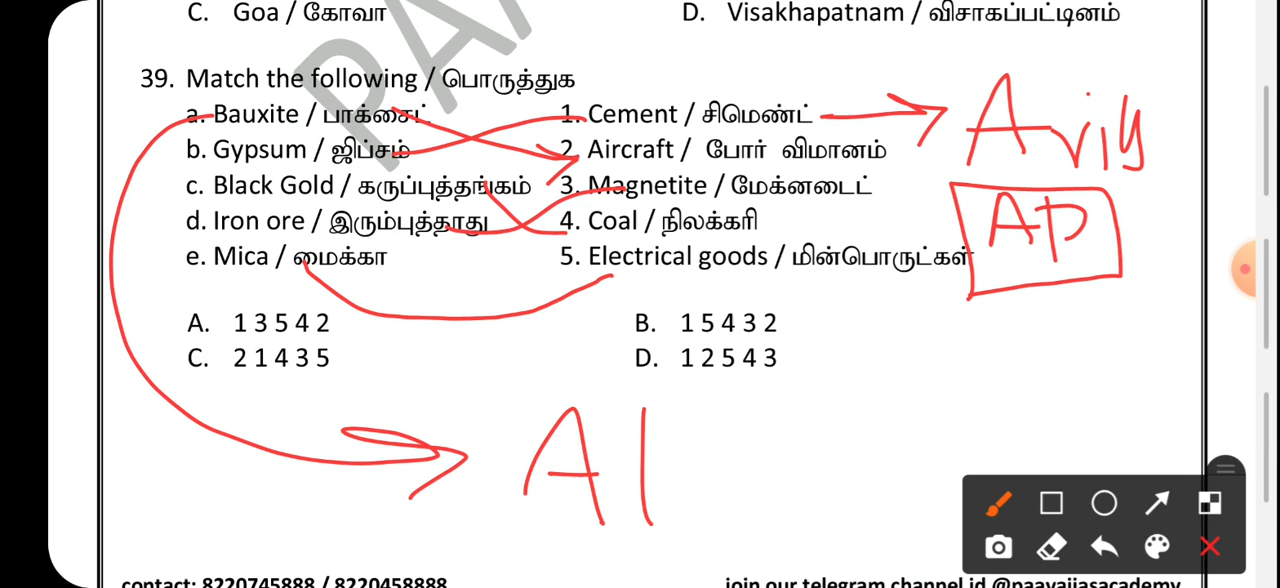 C. Goa / கோவா
D. Visakhapatnam / விசாகப்பட்டினம்
39. Match the following / பொருத்துக
a. Bauxite / பாக்சைட்
1. Cement / சிமெண்ட்
b. Gypsum / ஜிப்சம்
2. Aircraft / போர் விமானம்
c. Black Gold / கருப்புத்தங்கம்
3. Magnetite / மேக்னடைட்
d. Iron ore / இரும்புத்தாது
4. Coal / நிலக்கரி
e. Mica / மைக்கா
5. Electrical goods / மின்பொருட்கள்
A. 1 3 5 4 2
B. 1 5 4 3 2
C. 2 1 4 3 5
D. 1 2 5 4 3
AP
Al
contact: 8220745888 / 8220458888
join our telegram channel id @paavaiiasacademy
PA